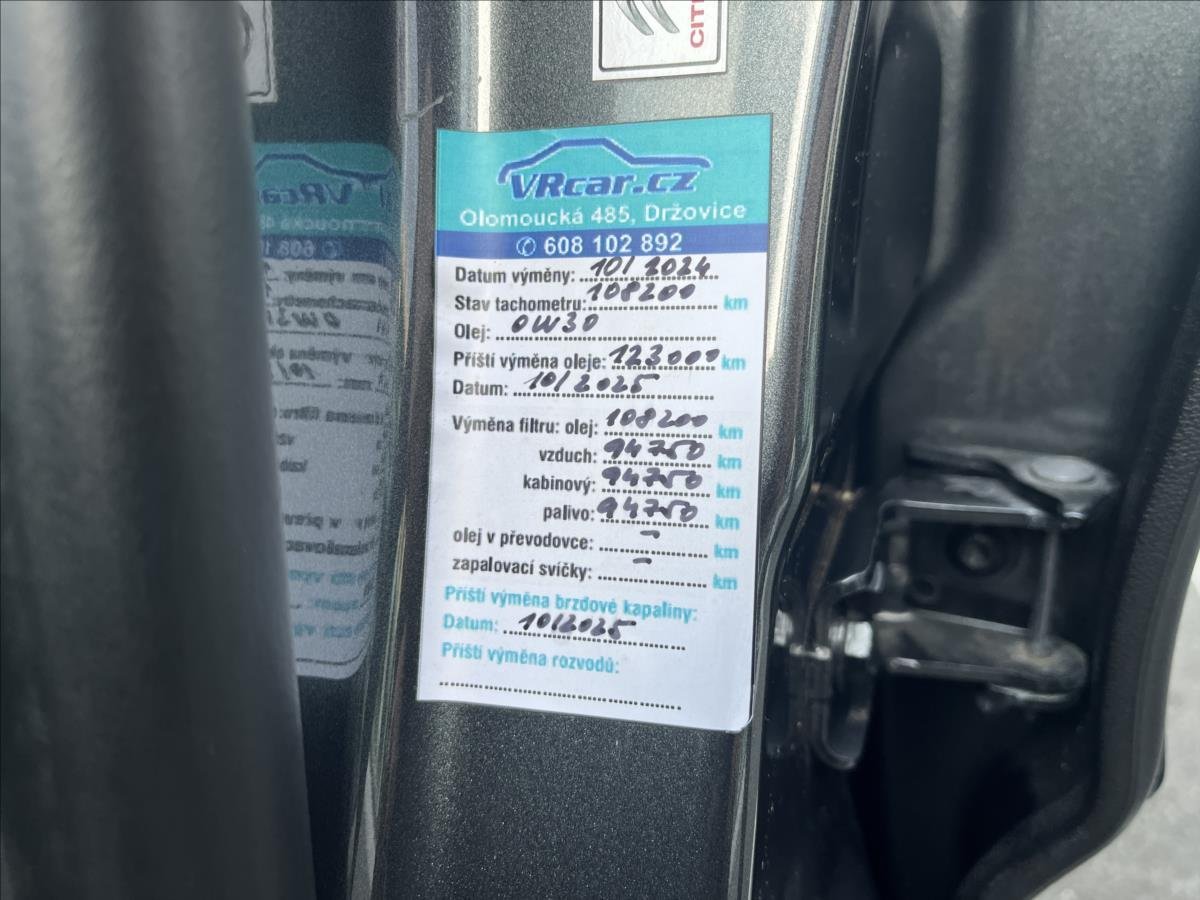 CIT
VRcar.cz
Olomoucká 485, Držovice
✆ 608 102 892
Datum výměny: 10/2024
Stav tachometru: 108200 km
Olej: 0W30
Příští výměna oleje: 123000 km
Datum: 10/2025
Výměna filtru: olej: 108200 km
vzduch: 94750 km
kabinový: 94750 km
palivo: 94750 km
olej v převodovce: - km
zapalovací svíčky: - km
Příští výměna brzdové kapaliny:
Datum: 10/2025
Příští výměna rozvodů: